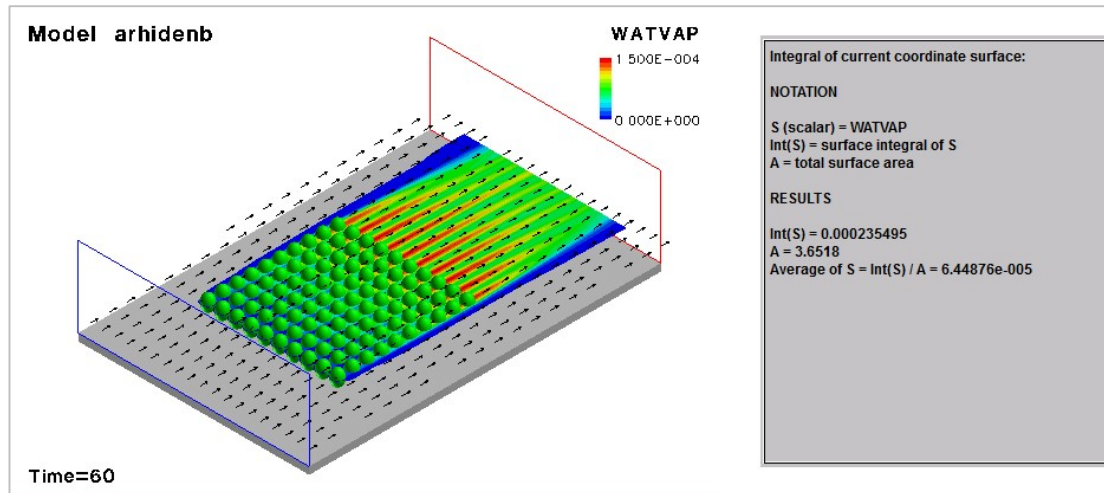 Model arhidenb
WATVAP
1 500E-004
0 000E+000
Time=60
Integral of current coordinate surface:
NOTATION
S (scalar) = WATVAP
Int(S) = surface integral of S
A = total surface area
RESULTS
Int(S) = 0.000235495
A = 3.6518
Average of S = Int(S) / A = 6.44876e-005